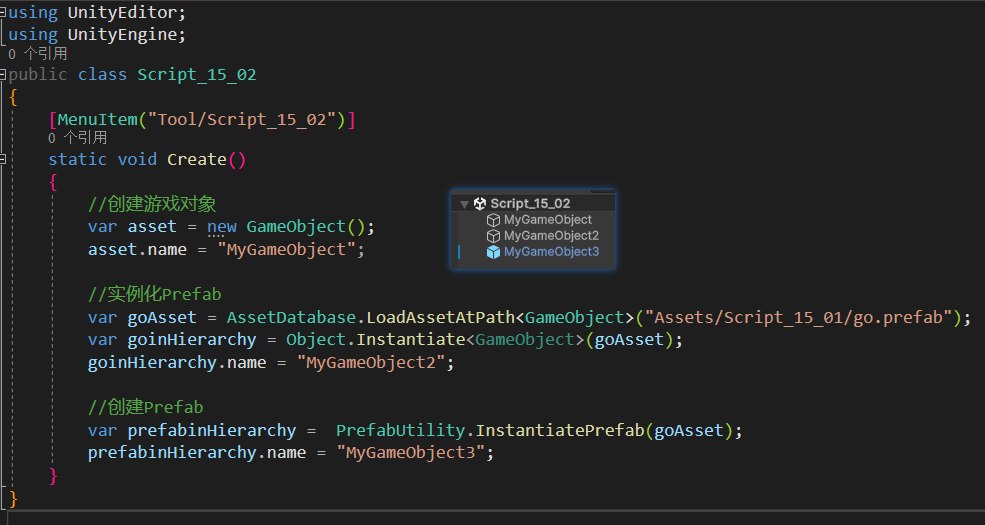 using UnityEditor;
using UnityEngine;
0 个引用
public class Script_15_02
{
[MenuItem("Tool/Script_15_02")]
0 个引用
static void Create()
{
//创建游戏对象
var asset = new GameObject();
asset.name = "MyGameObject";
//实例化Prefab
var goAsset = AssetDatabase.LoadAssetAtPath<GameObject>("Assets/Script_15_01/go.prefab");
var goinHierarchy = Object.Instantiate<GameObject>(goAsset);
goinHierarchy.name = "MyGameObject2";
//创建Prefab
var prefabinHierarchy =  PrefabUtility.InstantiatePrefab(goAsset);
prefabinHierarchy.name = "MyGameObject3";
}
}
Script_15_02
MyGameObject
MyGameObject2
MyGameObject3